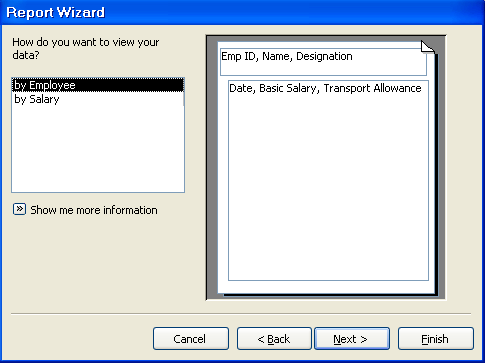 Report Wizard
How do you want to view your
data?
by Employee
by Salary
Show me more information
Emp ID, Name, Designation
Date, Basic Salary, Transport Allowance
Cancel
< Back
Next >
Finish